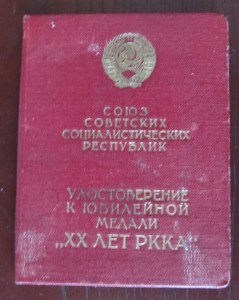 СОЮЗ
СОВЕТСКИХ
СОЦИАЛИСТИЧЕСКИХ
РЕСПУБЛИК
УДОСТОВЕРЕНИЕ
К ЮБИЛЕЙНОЙ
МЕДАЛИ
„XX ЛЕТ РККА"